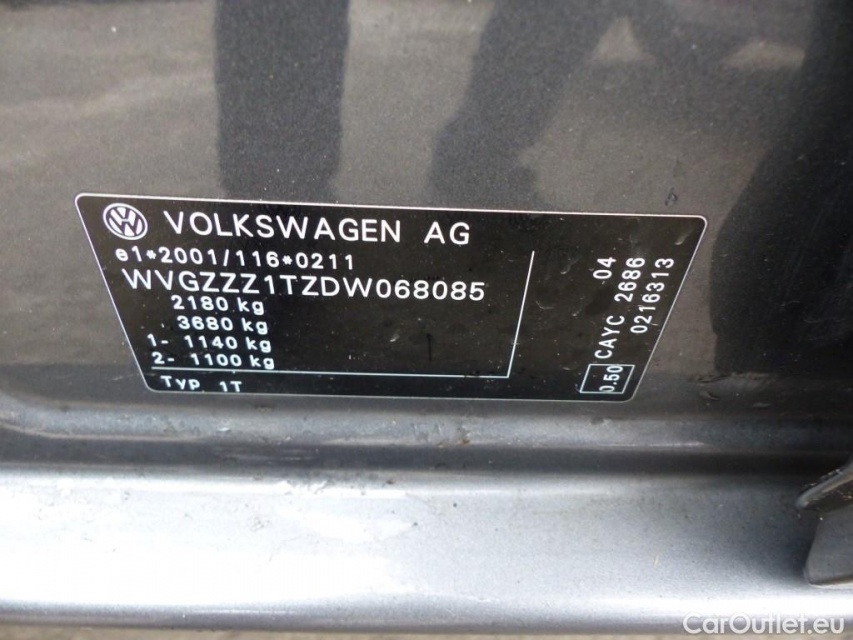 VOLKSWAGEN AG
e1*2001/116*0211
WVGZZZ1TZDW068085
2180 kg
3680 kg
1- 1140 kg
2- 1100 kg
Typ 1T
04
CAYC 2686
0216313
0.50
CarOutlet.eu